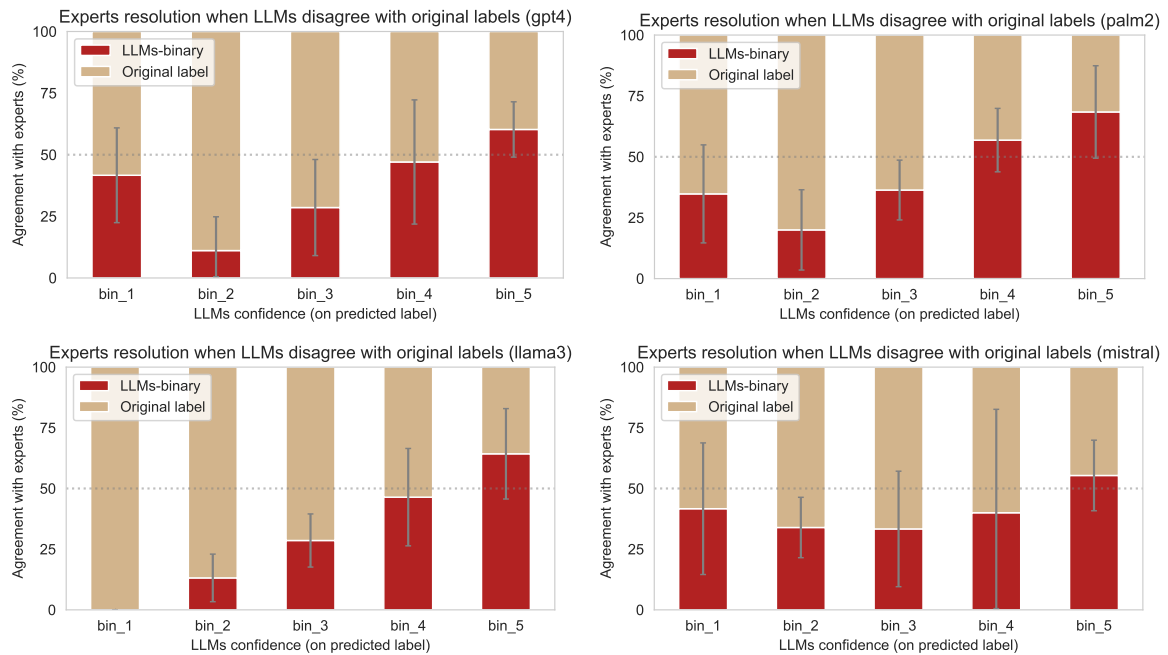 Experts resolution when LLMs disagree with original labels (gpt4)
Agreement with experts (%)
100
75
50
25
0
LLMs-binary
Original label
bin_1 bin_2 bin_3 bin_4 bin_5
LLMs confidence (on predicted label)
Experts resolution when LLMs disagree with original labels (palm2)
Agreement with experts (%)
100
75
50
25
0
LLMs-binary
Original label
bin_1 bin_2 bin_3 bin_4 bin_5
LLMs confidence (on predicted label)
Experts resolution when LLMs disagree with original labels (llama3)
Agreement with experts (%)
100
75
50
25
0
LLMs-binary
Original label
bin_1 bin_2 bin_3 bin_4 bin_5
LLMs confidence (on predicted label)
Experts resolution when LLMs disagree with original labels (mistral)
Agreement with experts (%)
100
75
50
25
0
LLMs-binary
Original label
bin_1 bin_2 bin_3 bin_4 bin_5
LLMs confidence (on predicted label)